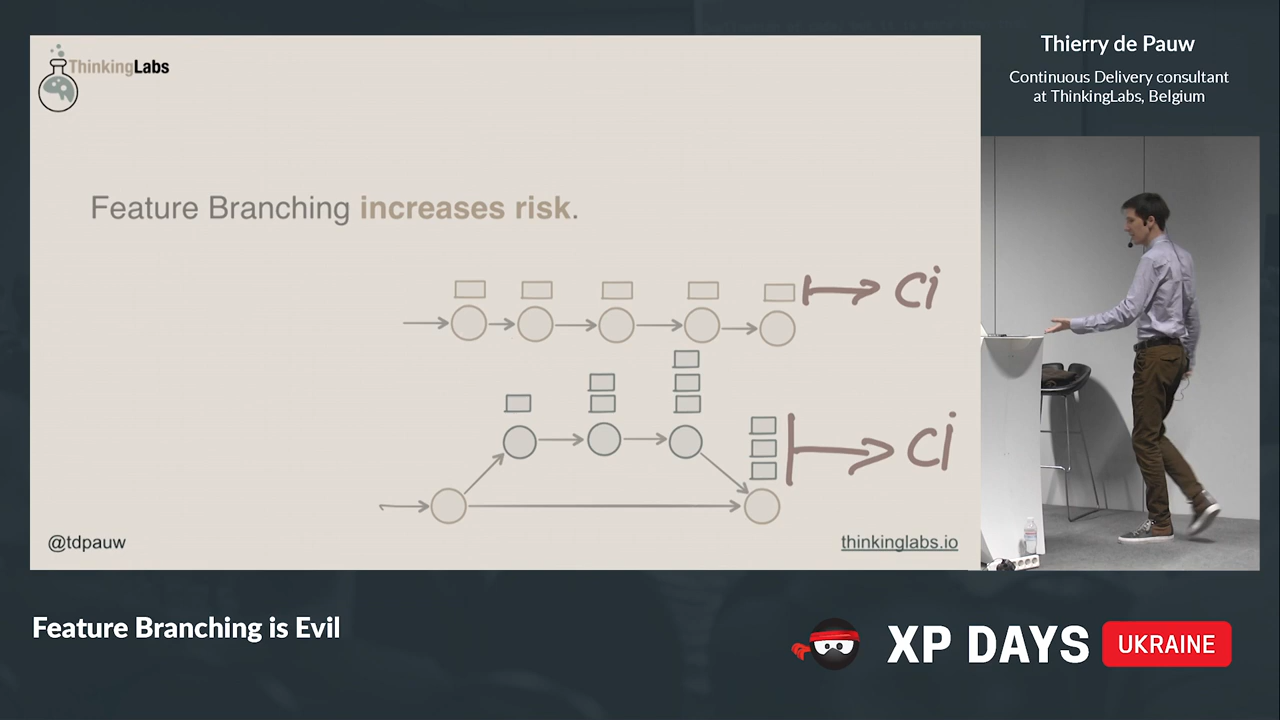 Thierry de Pauw
Continuous Delivery consultant
at ThinkingLabs, Belgium
ThinkingLabs
Feature Branching increases risk.
Ci
Ci
@tdpauw
thinkinglabs.io
Feature Branching is Evil
XP DAYS
UKRAINE